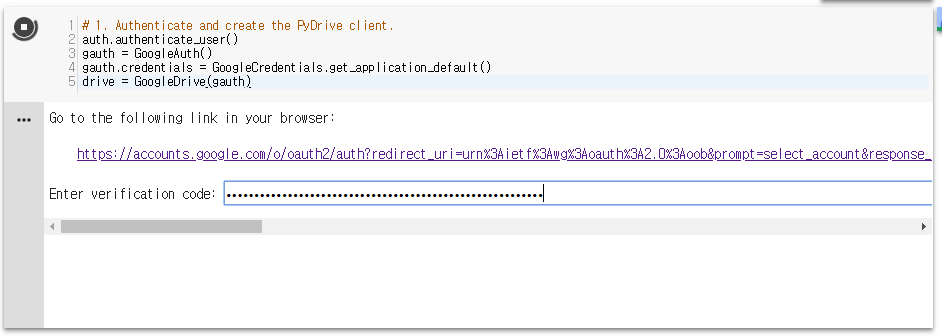 1 # 1. Authenticate and create the PyDrive client.
2 auth.authenticate_user()
3 gauth = GoogleAuth()
4 gauth.credentials = GoogleCredentials.get_application_default()
5 drive = GoogleDrive(gauth)
Go to the following link in your browser:
https://accounts.google.com/o/oauth2/auth?redirect_uri=urn%3Aietf%3Awg%3Aoauth%3A2.0%3Aoob&prompt=select_account&response_
Enter verification code: